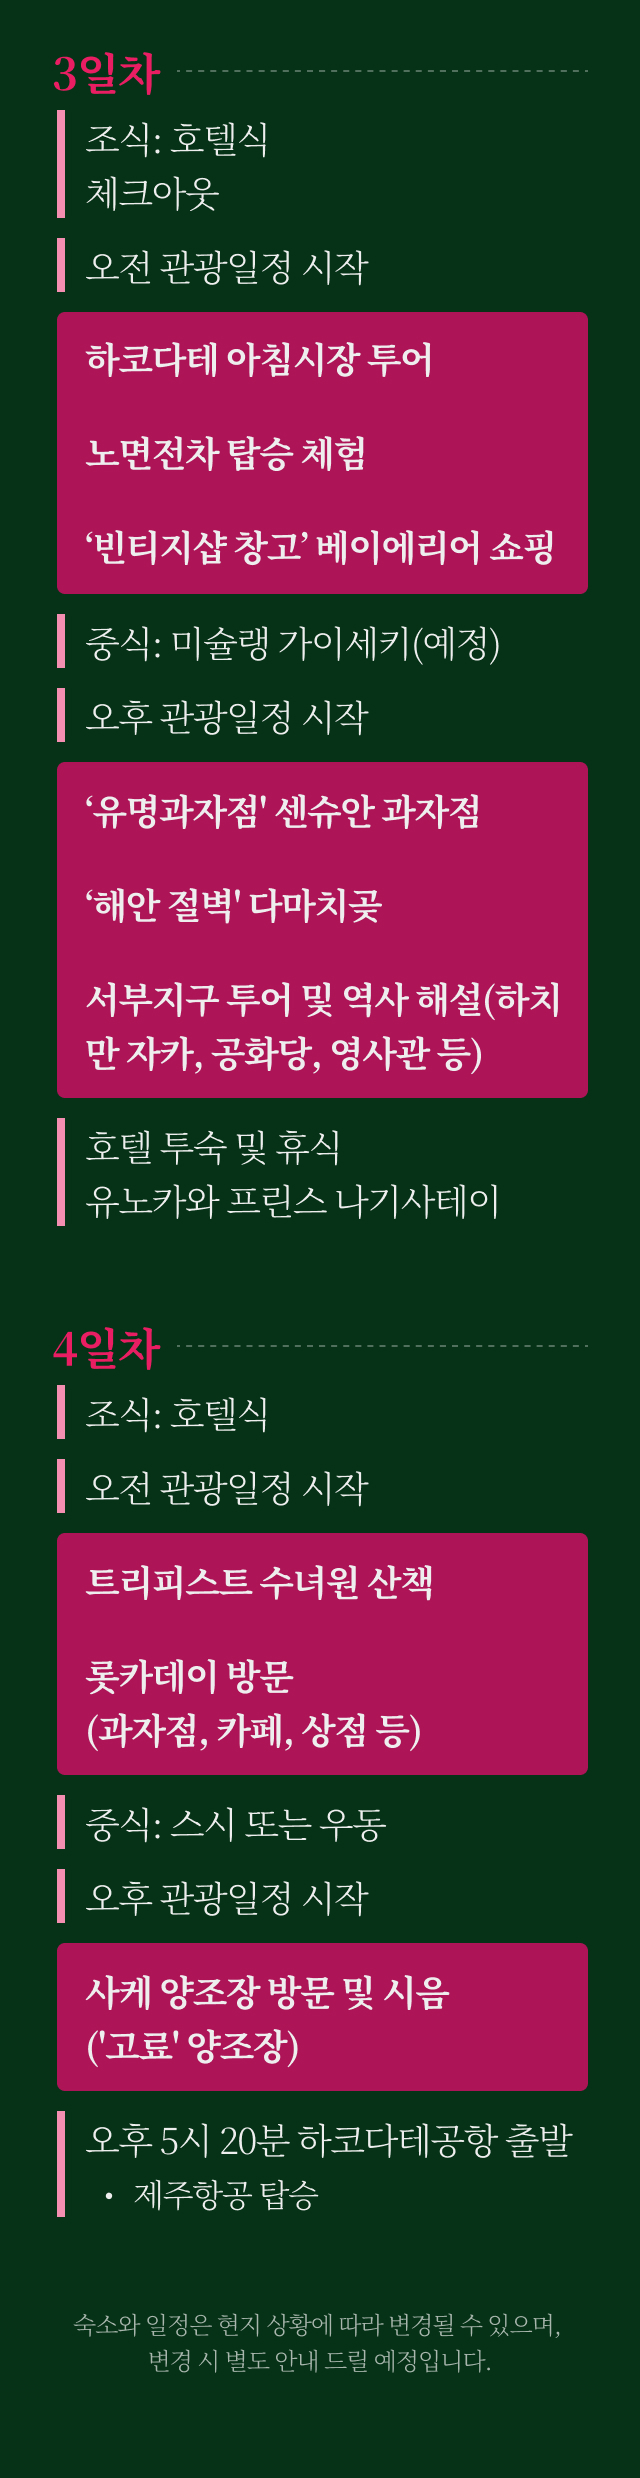 3일차
조식: 호텔식
체크아웃
오전 관광일정 시작
하코다테 아침시장 투어
노면전차 탑승 체험
‘빈티지샵 창고’ 베이에리어 쇼핑
중식: 미슐랭 가이세키(예정)
오후 관광일정 시작
‘유명과자점' 센슈안 과자점
‘해안 절벽' 다마치곶
서부지구 투어 및 역사 해설(하치
만 자카, 공화당, 영사관 등)
호텔 투숙 및 휴식
유노카와 프린스 나기사테이
4일차
조식: 호텔식
오전 관광일정 시작
트리피스트 수녀원 산책
롯카데이 방문
(과자점, 카페, 상점 등)
중식: 스시 또는 우동
오후 관광일정 시작
사케 양조장 방문 및 시음
('고료' 양조장)
오후 5시 20분 하코다테공항 출발
• 제주항공 탑승
숙소와 일정은 현지 상황에 따라 변경될 수 있으며,
변경 시 별도 안내 드릴 예정입니다.